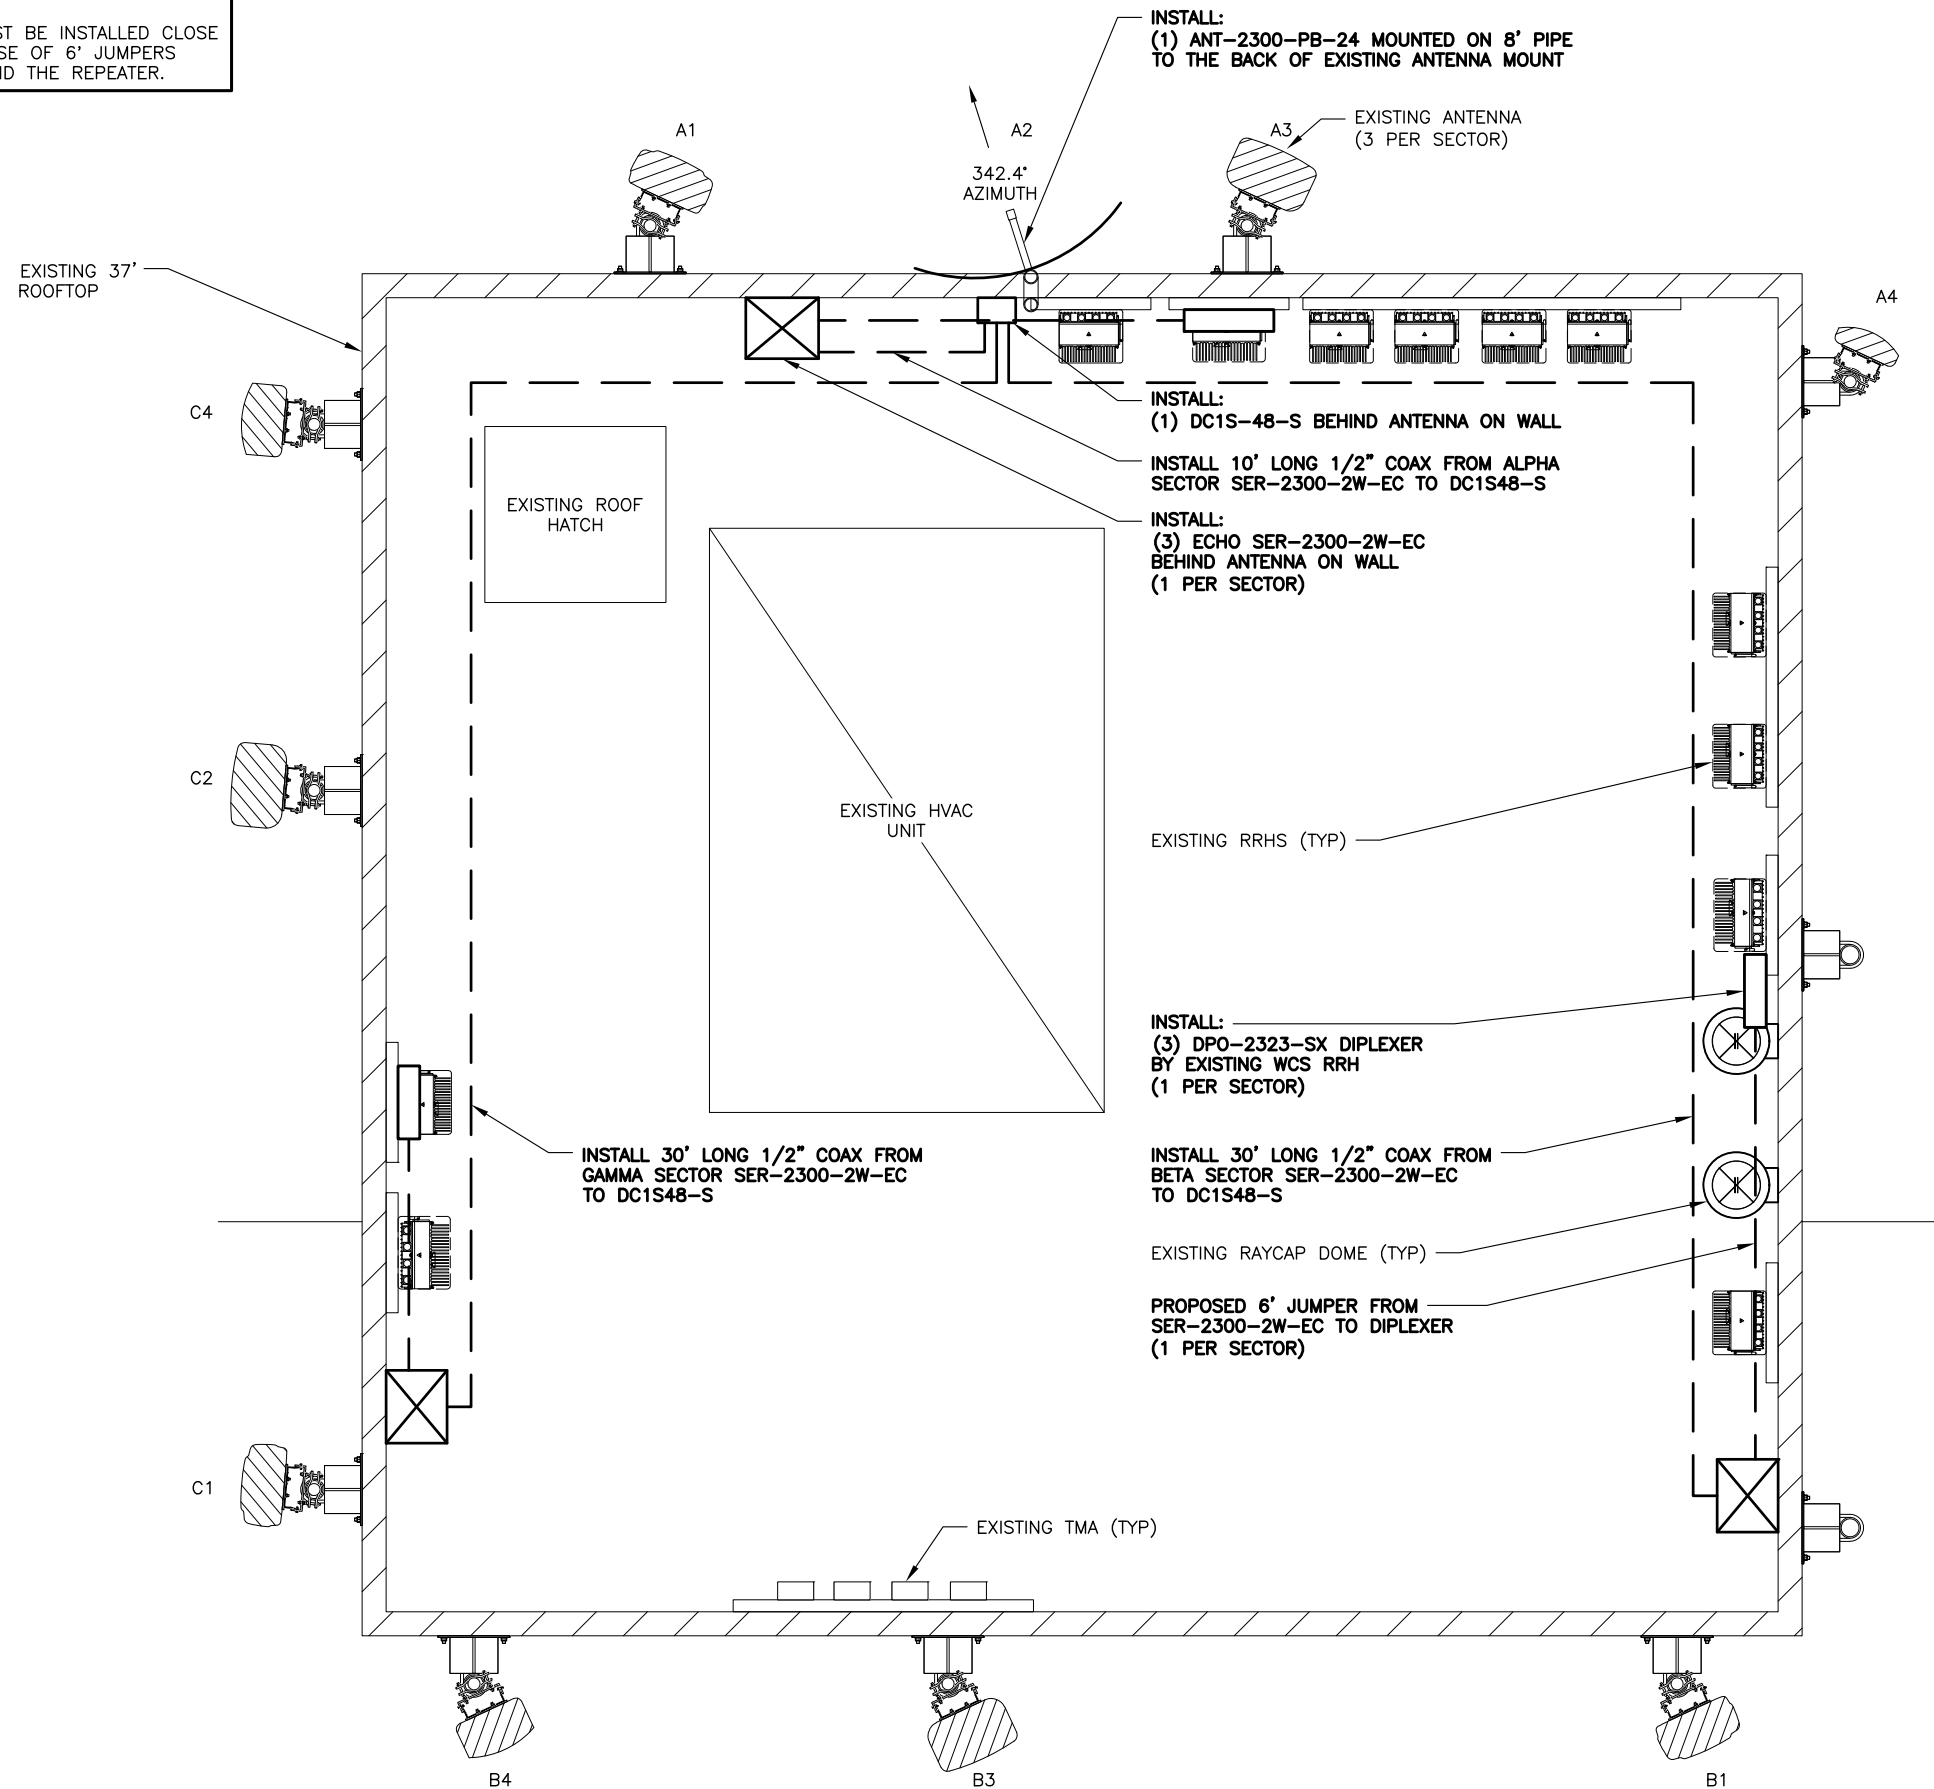 BE INSTALLED CLOSE
OF 6' JUMPERS
THE REPEATER.
INSTALL:
(1) ANT-2300-PB-24 MOUNTED ON 8' PIPE
TO THE BACK OF EXISTING ANTENNA MOUNT
EXISTING ANTENNA
(3 PER SECTOR)
A1
A2
A3
342.4°
AZIMUTH
EXISTING 37'
ROOFTOP
A4
C4
INSTALL:
(1) DC1S-48-S BEHIND ANTENNA ON WALL
INSTALL 10' LONG 1/2" COAX FROM ALPHA
SECTOR SER-2300-2W-EC TO DC1S48-S
EXISTING ROOF
HATCH
INSTALL:
(3) ECHO SER-2300-2W-EC
BEHIND ANTENNA ON WALL
(1 PER SECTOR)
C2
EXISTING HVAC
UNIT
EXISTING RRHS (TYP)
INSTALL:
(3) DPO-2323-SX DIPLEXER
BY EXISTING WCS RRH
(1 PER SECTOR)
INSTALL 30' LONG 1/2" COAX FROM
GAMMA SECTOR SER-2300-2W-EC
TO DC1S48-S
INSTALL 30' LONG 1/2" COAX FROM
BETA SECTOR SER-2300-2W-EC
TO DC1S48-S
EXISTING RAYCAP DOME (TYP)
PROPOSED 6' JUMPER FROM
SER-2300-2W-EC TO DIPLEXER
(1 PER SECTOR)
C1
EXISTING TMA (TYP)
B4
B3
B1